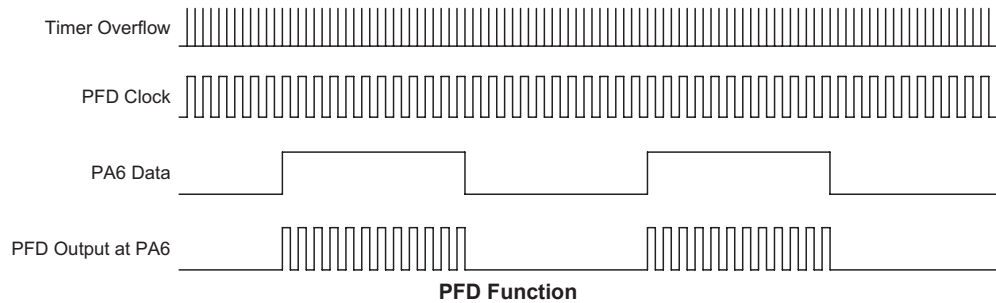 Timer Overflow
PFD Clock
PA6 Data
PFD Output at PA6
PFD Function